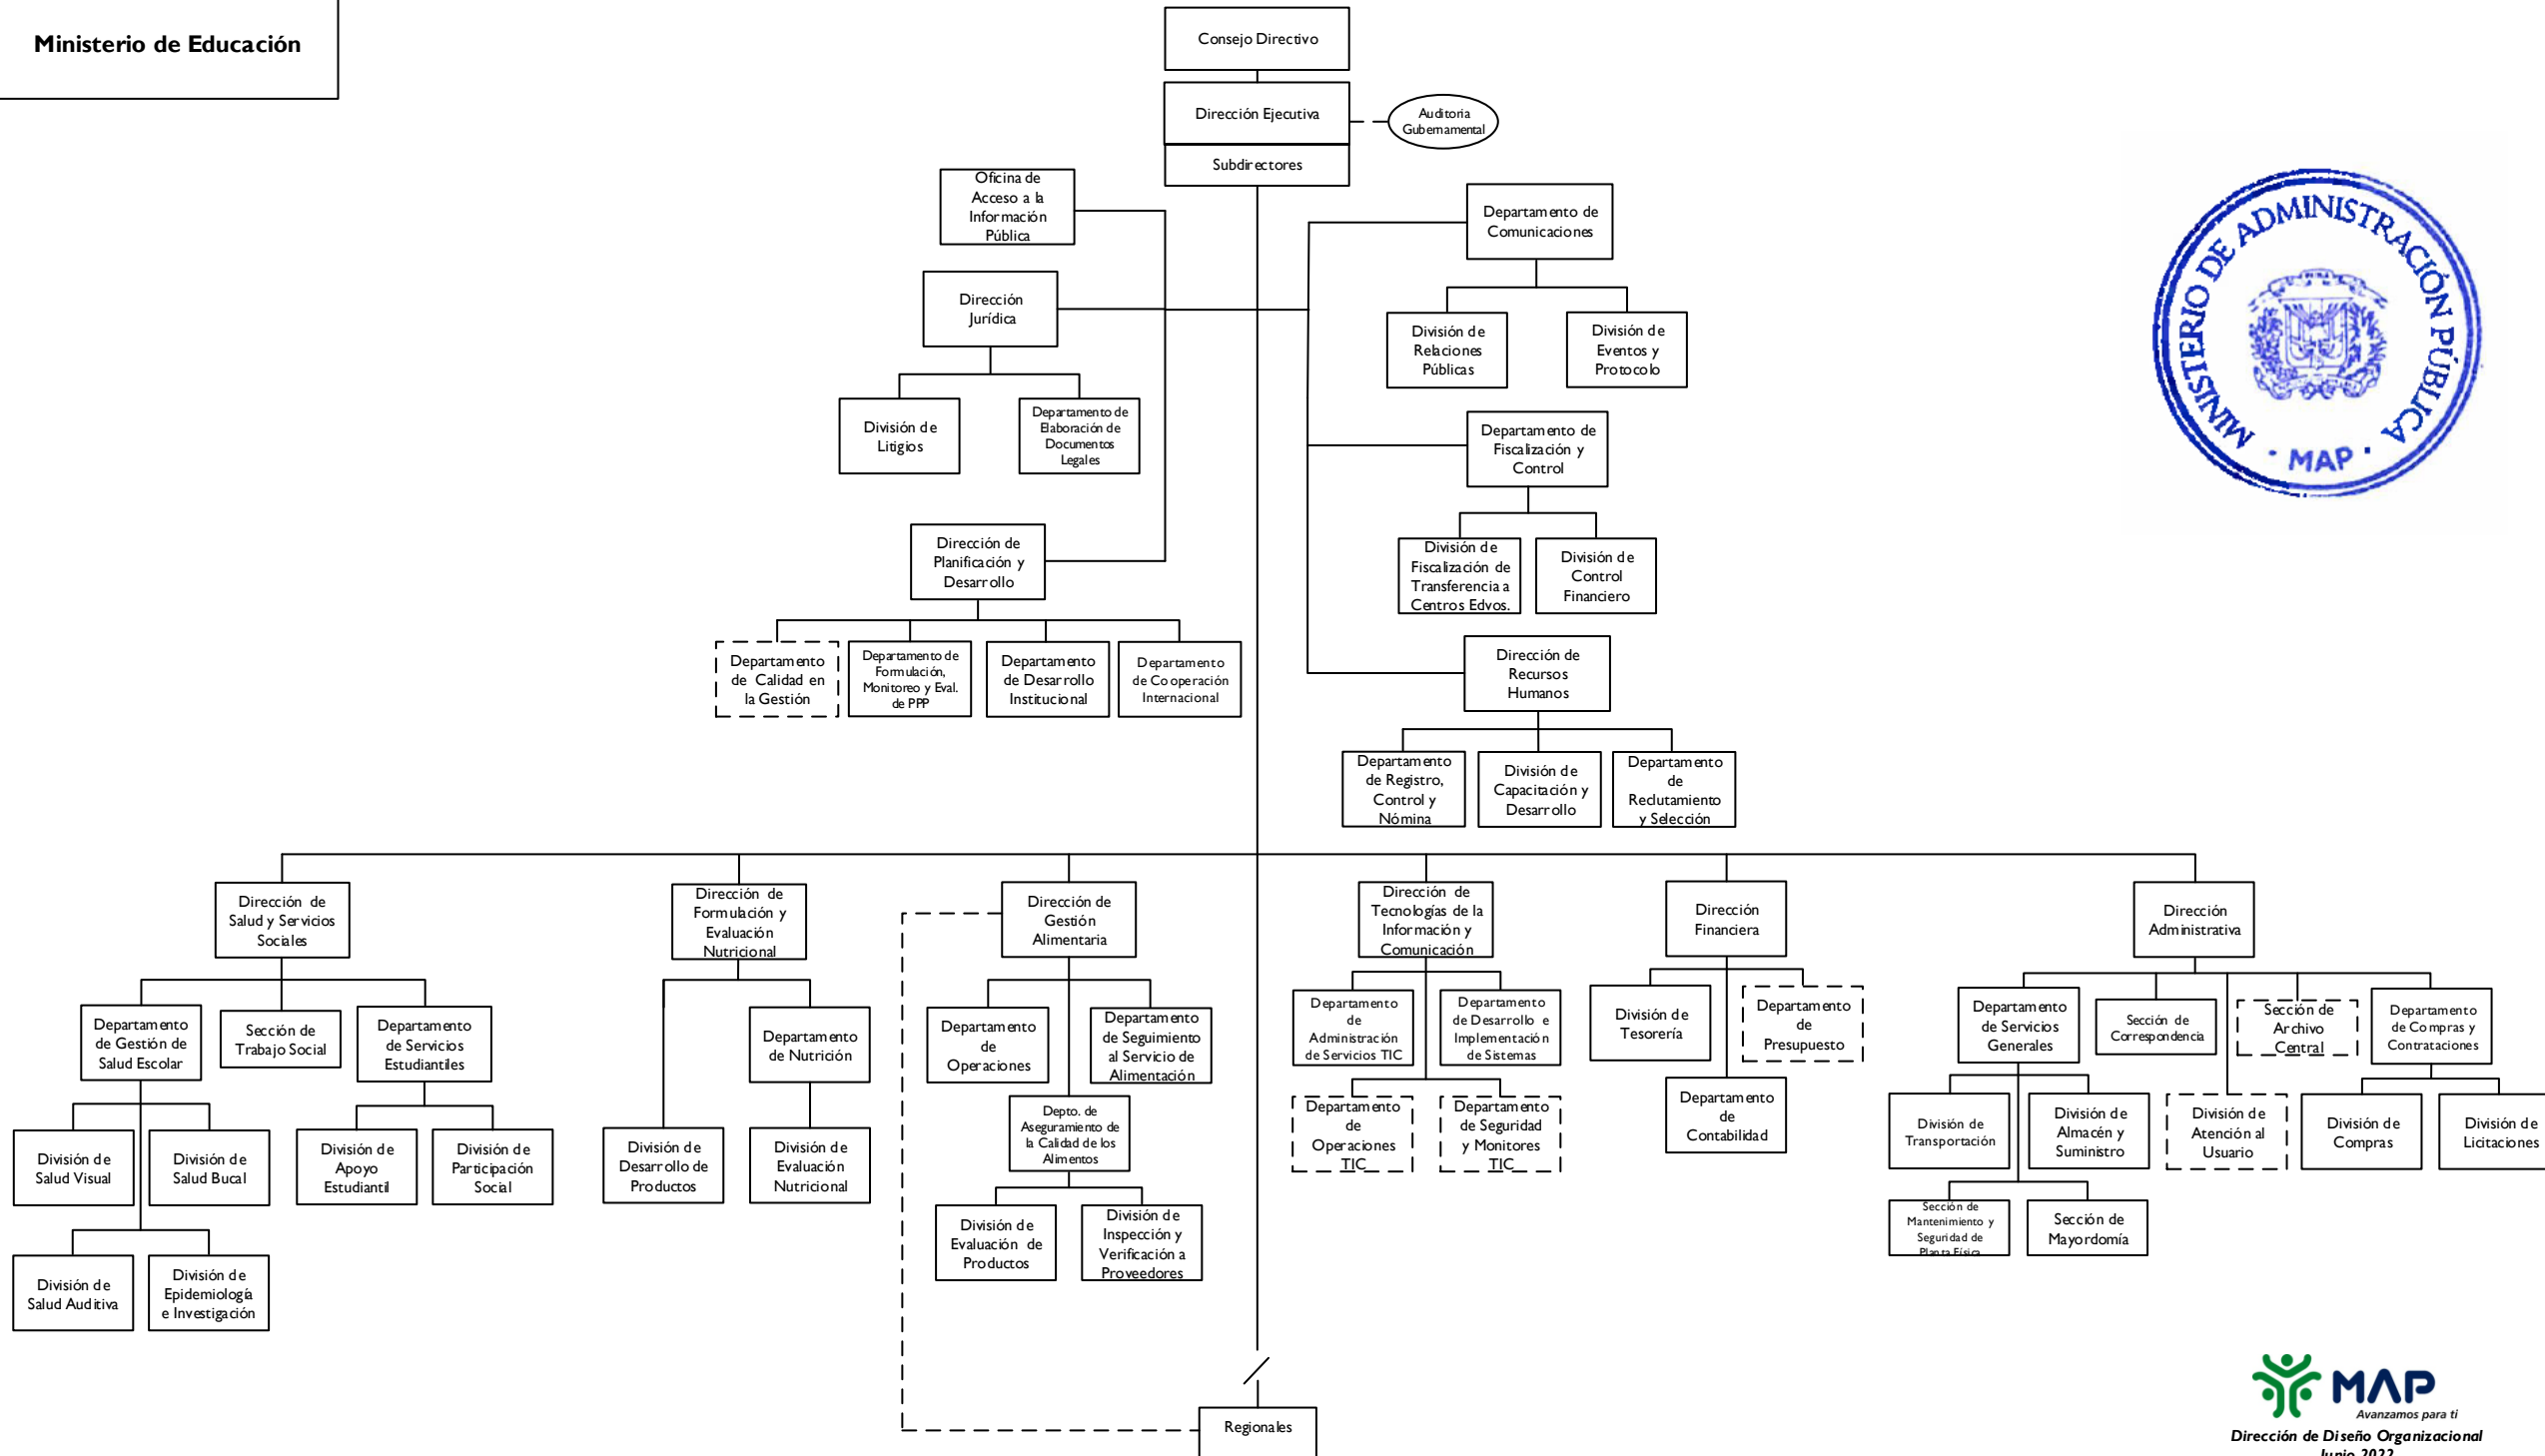 Ministerio de Educación
Consejo Directivo
Dirección Ejecutiva
Auditoria
Gubernamental
Subdirectores
Oficina de
Acceso a la
Información
Pública
Departamento de
Comunicaciones
Dirección
Jurídica
División de
Relaciones
Públicas
División de
Eventos y
Protocolo
División de
Litigios
Departamento de
Elaboración de
Documentos
Legales
Departamento de
Fiscalización y
Control
Dirección de
Planificación y
Desarrollo
División de
Fiscalización de
Transferencia a
Centros Edvos.
División de
Control
Financiero
Departamento
de Calidad en
la Gestión
Departamento de
Formulación,
Monitoreo y Eval.
de PPP
Departamento
de Desarrollo
Institucional
Departamento
de Cooperación
Internacional
Dirección de
Recursos
Humanos
Departamento
de Registro,
Control y
Nómina
División de
Capacitación y
Desarrollo
Departamento
de
Reclutamiento
y Selección
MINISTERIO DE ADMINISTRACIÓN PÚBLICA
· MAP ·
Dirección de
Salud y Servicios
Sociales
Dirección de
Formulación y
Evaluación
Nutricional
Dirección de
Gestión
Alimentaria
Dirección de
Tecnologías de la
Información y
Comunicación
Dirección
Financiera
Dirección
Administrativa
Departamento
de Gestión de
Salud Escolar
Sección de
Trabajo Social
Departamento
de Servicios
Estudiantiles
Departamento
de Nutrición
Departamento
de
Operaciones
Departamento
de Seguimiento
al Servicio de
Alimentación
Departamento
de
Administración
de Servicios TIC
Departamento
de Desarrollo e
Implementación
de Sistemas
División de
Tesorería
Departamento
de
Presupuesto
Departamento
de Servicios
Generales
Sección de
Correspondencia
Sección de
Archivo
Central
Departamento
de Compras y
Contrataciones
División de
Salud Visual
División de
Salud Bucal
División de
Apoyo
Estudiantil
División de
Participación
Social
División de
Desarrollo de
Productos
División de
Evaluación
Nutricional
Depto. de
Aseguramiento de
la Calidad de los
Alimentos
Departamento
de
Operaciones
TIC
Departamento
de Seguridad
y Monitores
TIC
Departamento
de
Contabilidad
División de
Transportación
División de
Almacén y
Suministro
División de
Atención al
Usuario
División de
Compras
División de
Licitaciones
División de
Salud Auditiva
División de
Epidemiología
e Investigación
División de
Evaluación de
Productos
División de
Inspección y
Verificación a
Proveedores
Sección de
Mantenimiento y
Seguridad de
Planta Física
Sección de
Mayordomía
Regionales
MAP
Avanzamos para ti
Dirección de Diseño Organizacional
Junio 2022